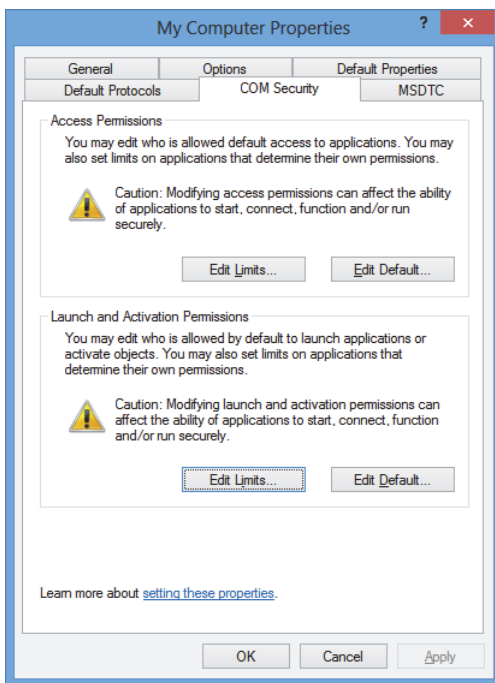 My Computer Properties
?
×
General
Options
Default Properties
Default Protocols
COM Security
MSDTC
Access Permissions
You may edit who is allowed default access to applications. You may
also set limits on applications that determine their own permissions.
Caution: Modifying access permissions can affect the ability
of applications to start, connect, function and/or run
securely.
Edit Limits...
Edit Default...
Launch and Activation Permissions
You may edit who is allowed by default to launch applications or
activate objects. You may also set limits on applications that
determine their own permissions.
Caution: Modifying launch and activation permissions can
affect the ability of applications to start, connect, function
and/or run securely.
Edit Limits...
Edit Default...
Learn more about setting these properties.
OK
Cancel
Apply